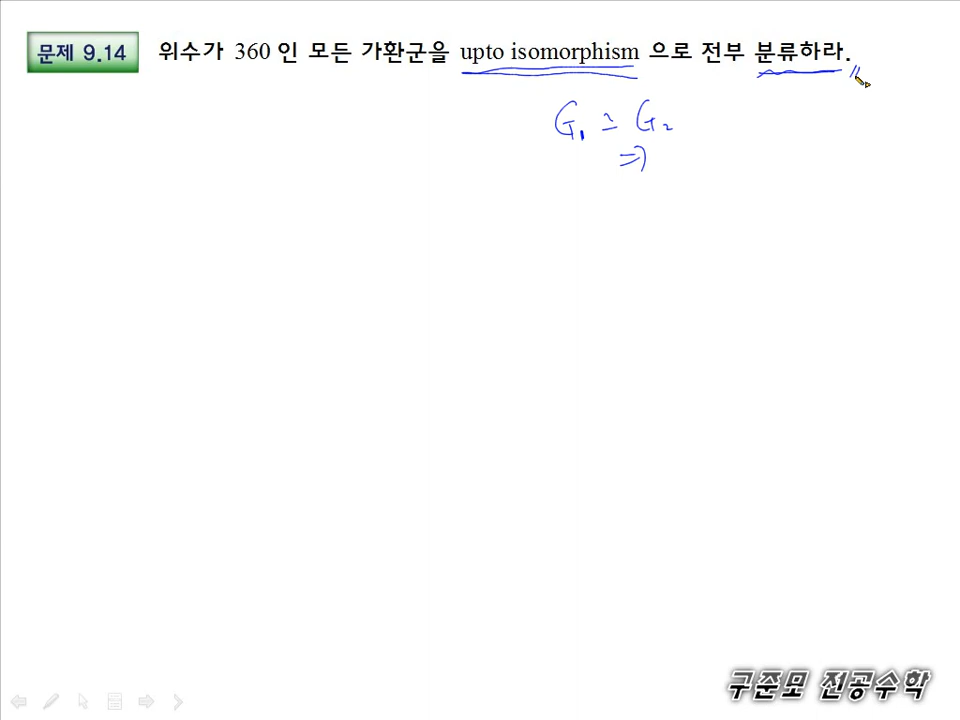 문제 9.14 위수가 360 인 모든 가환군을 upto isomorphism 으로 전부 분류하라.
G₁ ≃ G₂
⇒
구준모 전공수학